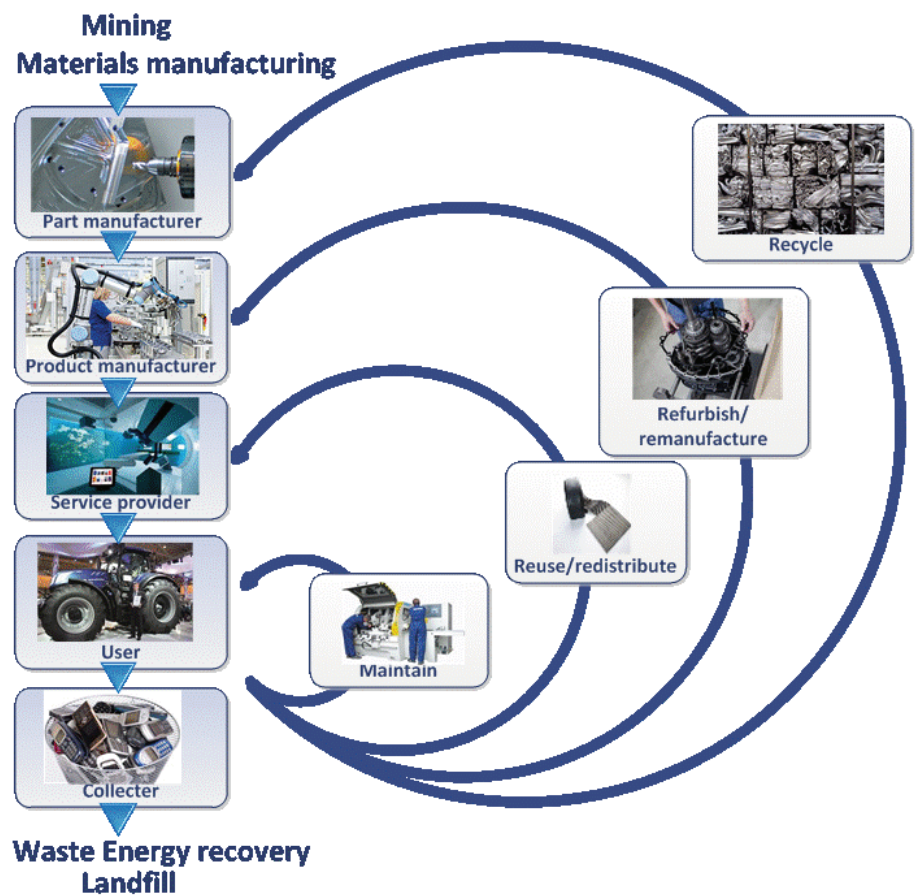 Mining
Materials manufacturing
Part manufacturer
Product manufacturer
Service provider
User
Collecter
Waste Energy recovery
Landfill
Recycle
Refurbish/
remanufacture
Reuse/redistribute
Maintain